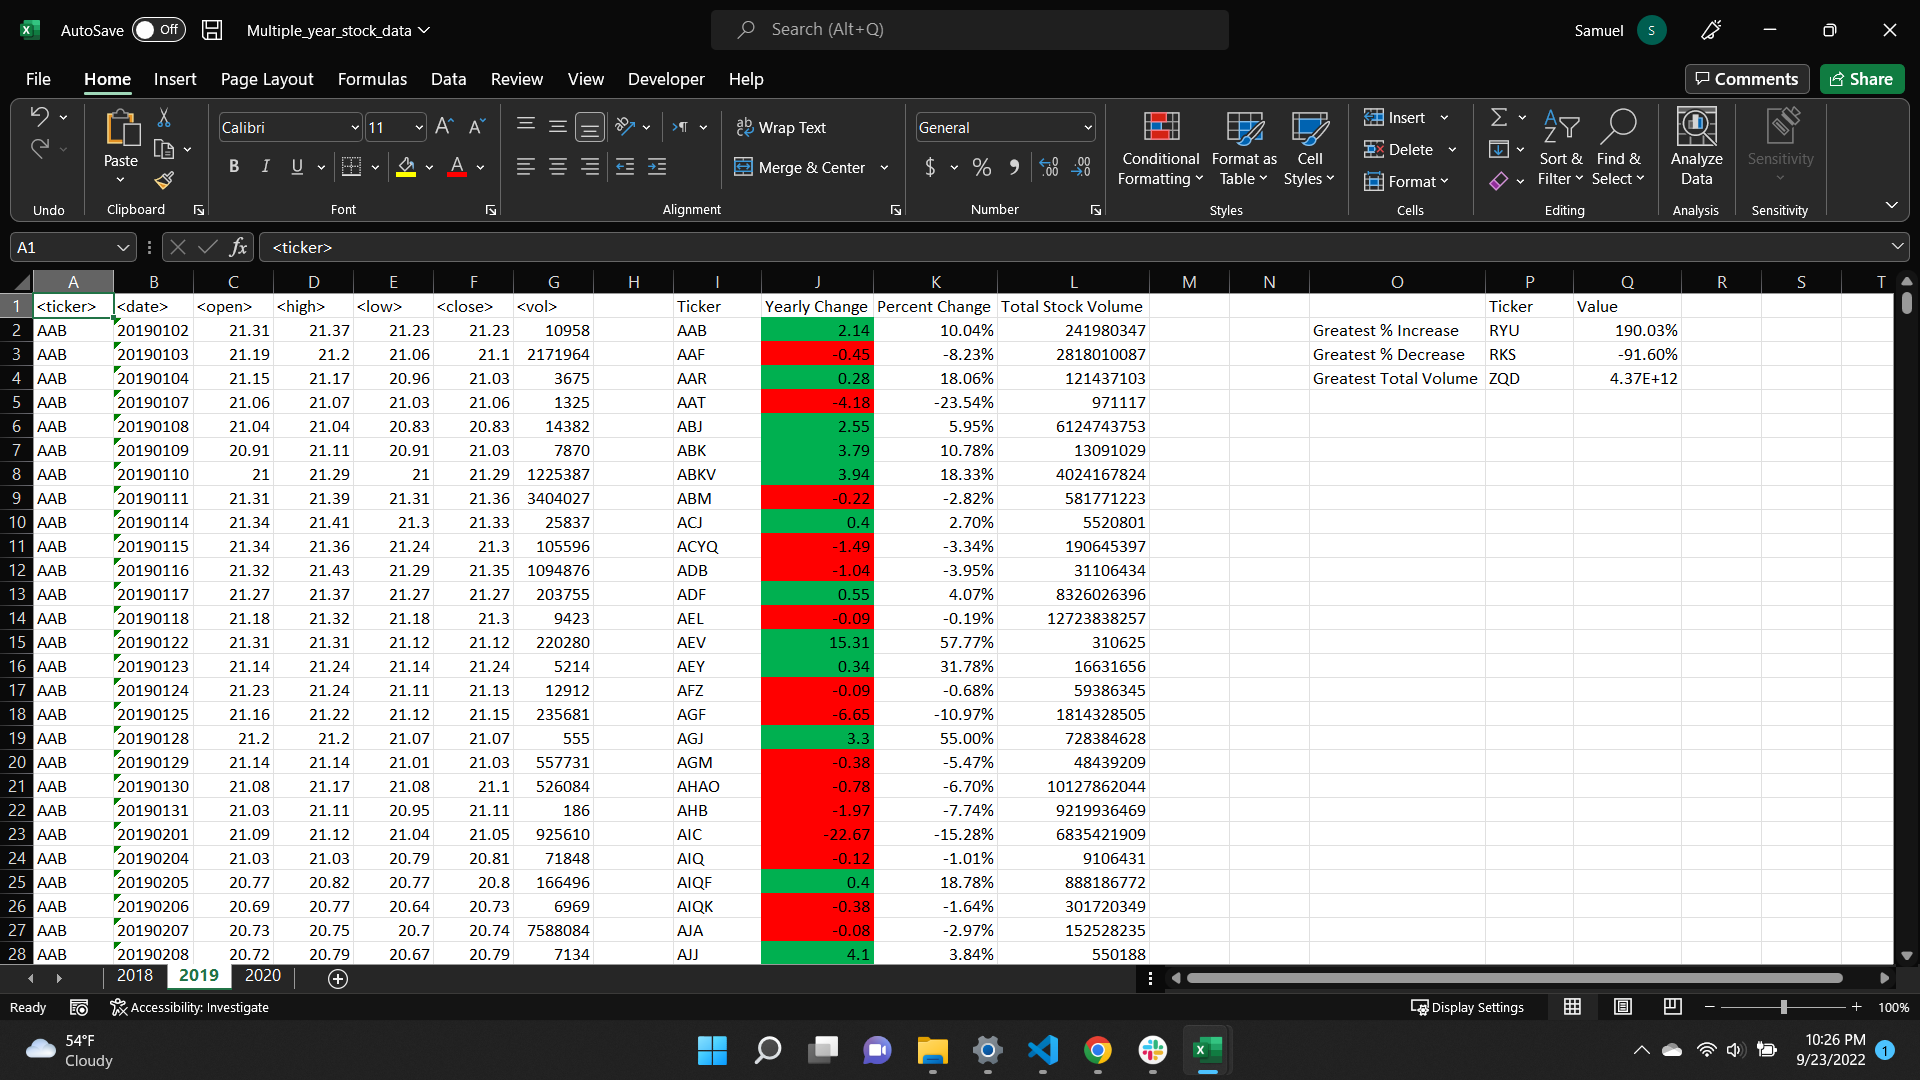 AutoSave Off Multiple_year_stock_data Search (Alt+Q) Samuel S
File Home Insert Page Layout Formulas Data Review View Developer Help Comments Share
Calibri 11 Wrap Text General Insert
Paste B I U Merge & Center $ % Conditional Formatting Format as Table Cell Styles Delete Sort & Filter Find & Select Analyze Data Sensitivity
Format
Undo Clipboard Font Alignment Number Styles Cells Editing Analysis Sensitivity
A1 fx <ticker>
A B C D E F G H I J K L M N O P Q R S T
1 <ticker> <date> <open> <high> <low> <close> <vol> Ticker Yearly Change Percent Change Total Stock Volume Ticker Value
2 AAB 20190102 21.31 21.37 21.23 21.23 10958 AAB 2.14 10.04% 241980347 Greatest % Increase RYU 190.03%
3 AAB 20190103 21.19 21.2 21.06 21.1 2171964 AAF -0.45 -8.23% 2818010087 Greatest % Decrease RKS -91.60%
4 AAB 20190104 21.15 21.17 20.96 21.03 3675 AAR 0.28 18.06% 121437103 Greatest Total Volume ZQD 4.37E+12
5 AAB 20190107 21.06 21.07 21.03 21.06 1325 AAT -4.18 -23.54% 971117
6 AAB 20190108 21.04 21.04 20.83 20.83 14382 ABJ 2.55 5.95% 6124743753
7 AAB 20190109 20.91 21.11 20.91 21.03 7870 ABK 3.79 10.78% 13091029
8 AAB 20190110 21 21.29 21 21.29 1225387 ABKV 3.94 18.33% 4024167824
9 AAB 20190111 21.31 21.39 21.31 21.36 3404027 ABM -0.22 -2.82% 581771223
10 AAB 20190114 21.34 21.41 21.3 21.33 25837 ACJ 0.4 2.70% 5520801
11 AAB 20190115 21.34 21.36 21.24 21.3 105596 ACYQ -1.49 -3.34% 190645397
12 AAB 20190116 21.32 21.43 21.29 21.35 1094876 ADB -1.04 -3.95% 31106434
13 AAB 20190117 21.27 21.37 21.27 21.27 203755 ADF 0.55 4.07% 8326026396
14 AAB 20190118 21.18 21.32 21.18 21.3 9423 AEL -0.09 -0.19% 12723838257
15 AAB 20190122 21.31 21.31 21.12 21.12 220280 AEV 15.31 57.77% 310625
16 AAB 20190123 21.14 21.24 21.14 21.24 5214 AEY 0.34 31.78% 16631656
17 AAB 20190124 21.23 21.24 21.11 21.13 12912 AFZ -0.09 -0.68% 59386345
18 AAB 20190125 21.16 21.22 21.12 21.15 235681 AGF -6.65 -10.97% 1814328505
19 AAB 20190128 21.2 21.2 21.07 21.07 555 AGJ 3.3 55.00% 728384628
20 AAB 20190129 21.14 21.14 21.01 21.03 557731 AGM -0.38 -5.47% 48439209
21 AAB 20190130 21.08 21.17 21.08 21.1 526084 AHAO -0.78 -6.70% 10127862044
22 AAB 20190131 21.03 21.11 20.95 21.11 186 AHB -1.97 -7.74% 9219936469
23 AAB 20190201 21.09 21.12 21.04 21.05 925610 AIC -22.67 -15.28% 6835421909
24 AAB 20190204 21.03 21.03 20.79 20.81 71848 AIQ -0.12 -1.01% 9106431
25 AAB 20190205 20.77 20.82 20.77 20.8 166496 AIQF 0.4 18.78% 888186772
26 AAB 20190206 20.69 20.77 20.64 20.73 6969 AIQK -0.38 -1.64% 301720349
27 AAB 20190207 20.73 20.75 20.7 20.74 7588084 AJA -0.08 -2.97% 152528235
28 AAB 20190208 20.72 20.79 20.67 20.79 7134 AJJ 4.1 3.84% 550188
2018 2019 2020
Ready Accessibility: Investigate Display Settings 100%
54°F 10:26 PM
Cloudy 9/23/2022 1